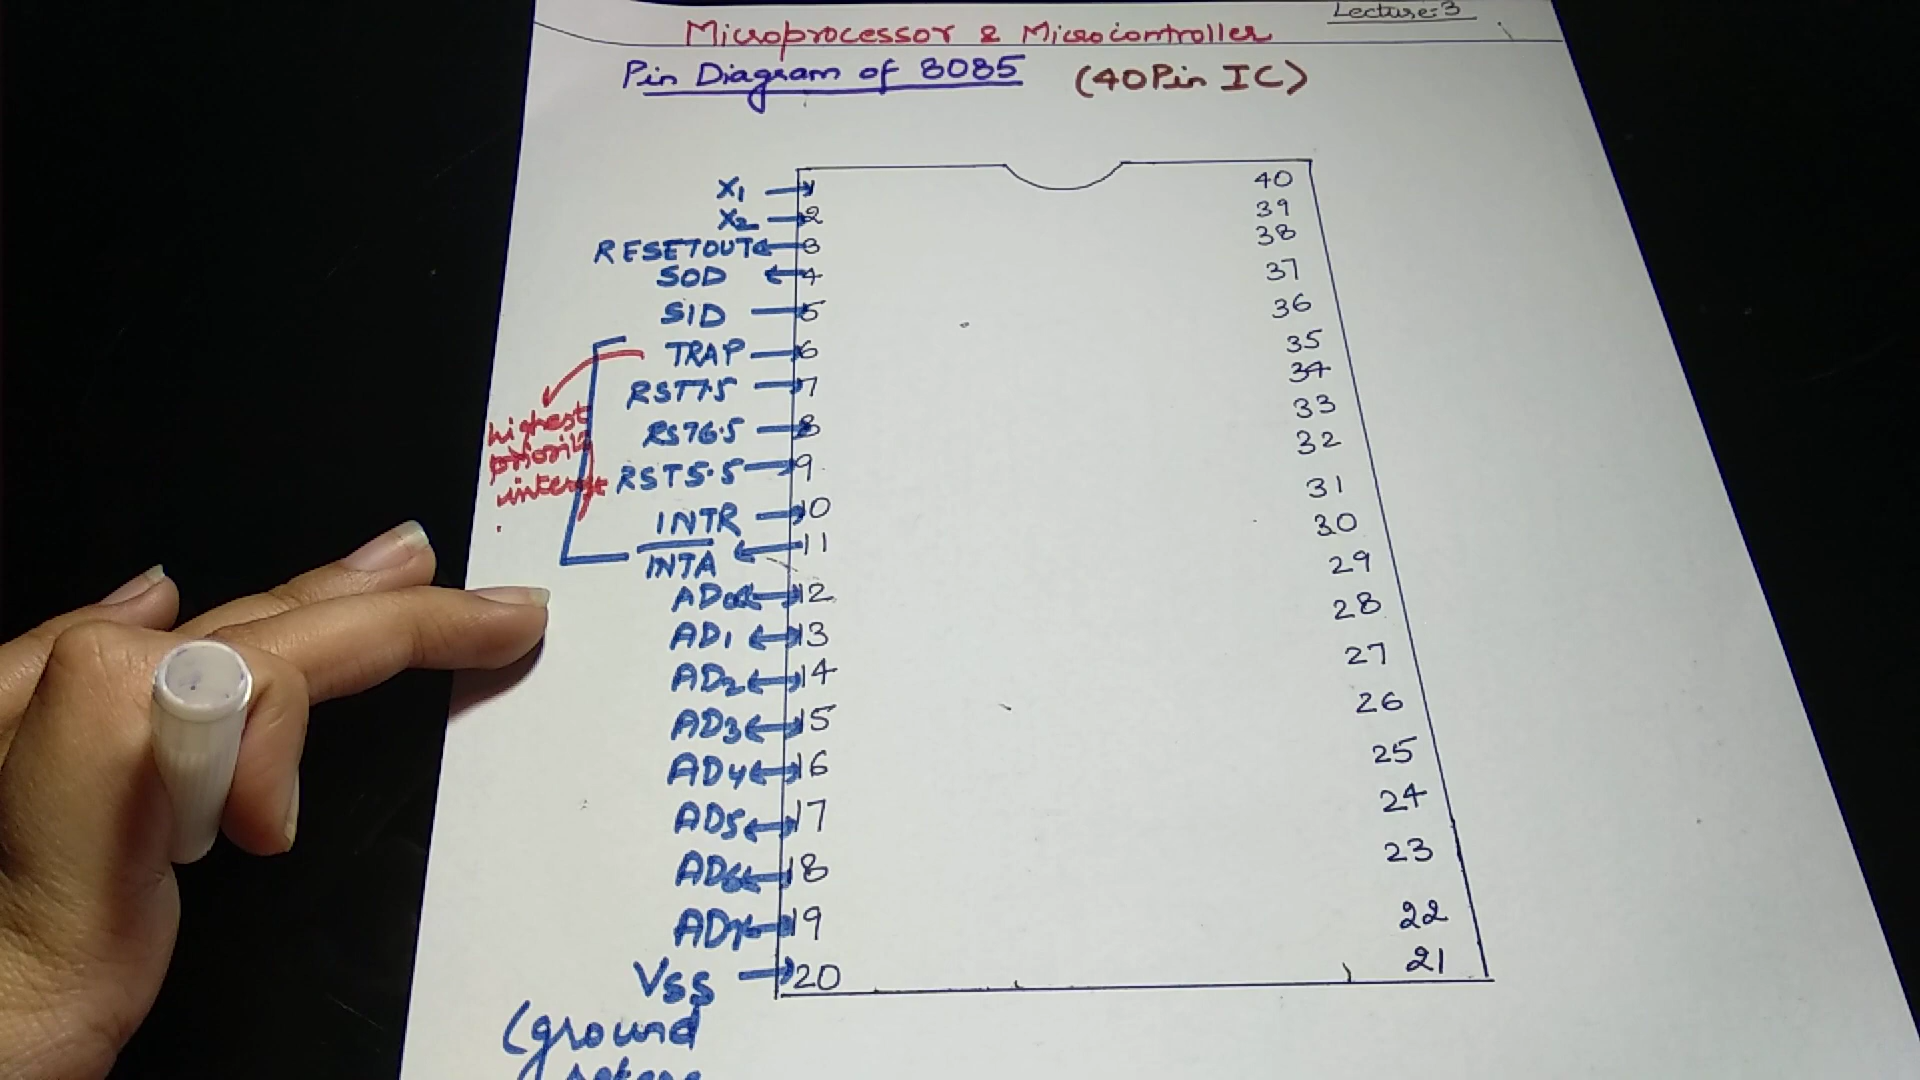 Lecture:3
Microprocessor & Microcontroller
Pin Diagram of 8085 (40Pin IC)
X1 1 40
X2 2 39
RESETOUT 3 38
SOD 4 37
SID 5 36
TRAP 6 35
RST7.5 7 34
RST6.5 8 33
RST5.5 9 32
highest
priority
INTR 10 31
INTA 11 30
AD0 12 29
AD1 13 28
AD2 14 27
AD3 15 26
AD4 16 25
AD5 17 24
AD6 18 23
AD7 19 22
Vss 20 21
(ground